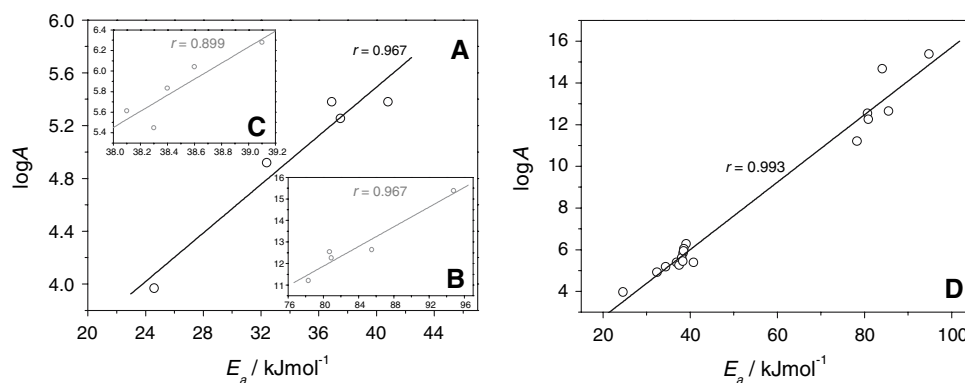 6.0
5.6
5.2
4.8
4.4
4.0
logA
A
r = 0.967
20 24 28 32 36 40 44
E_a / kJmol⁻¹
6.4
6.2
6.0
5.8
5.6
5.4
r = 0.899
C
38.0 38.2 38.4 38.6 38.8 39.0 39.2
16
15
14
13
12
11
r = 0.967
B
76 80 84 88 92 96
16
14
12
10
8
6
4
logA
r = 0.993
D
20 40 60 80 100
E_a / kJmol⁻¹